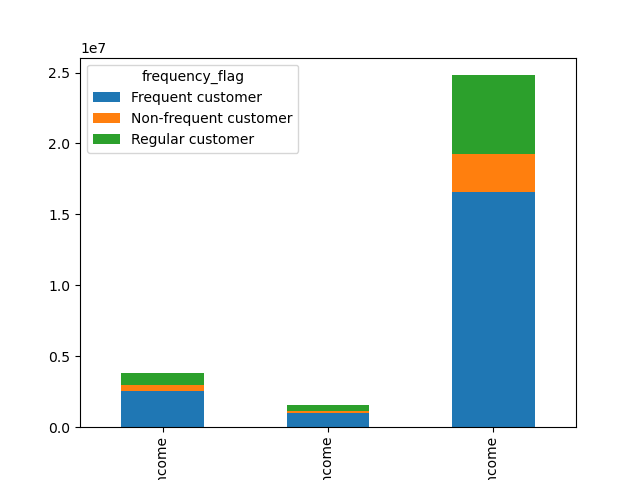 1e7
2.5
2.0
1.5
1.0
0.5
0.0
frequency_flag
Frequent customer
Non-frequent customer
Regular customer
ncome
ncome
ncome